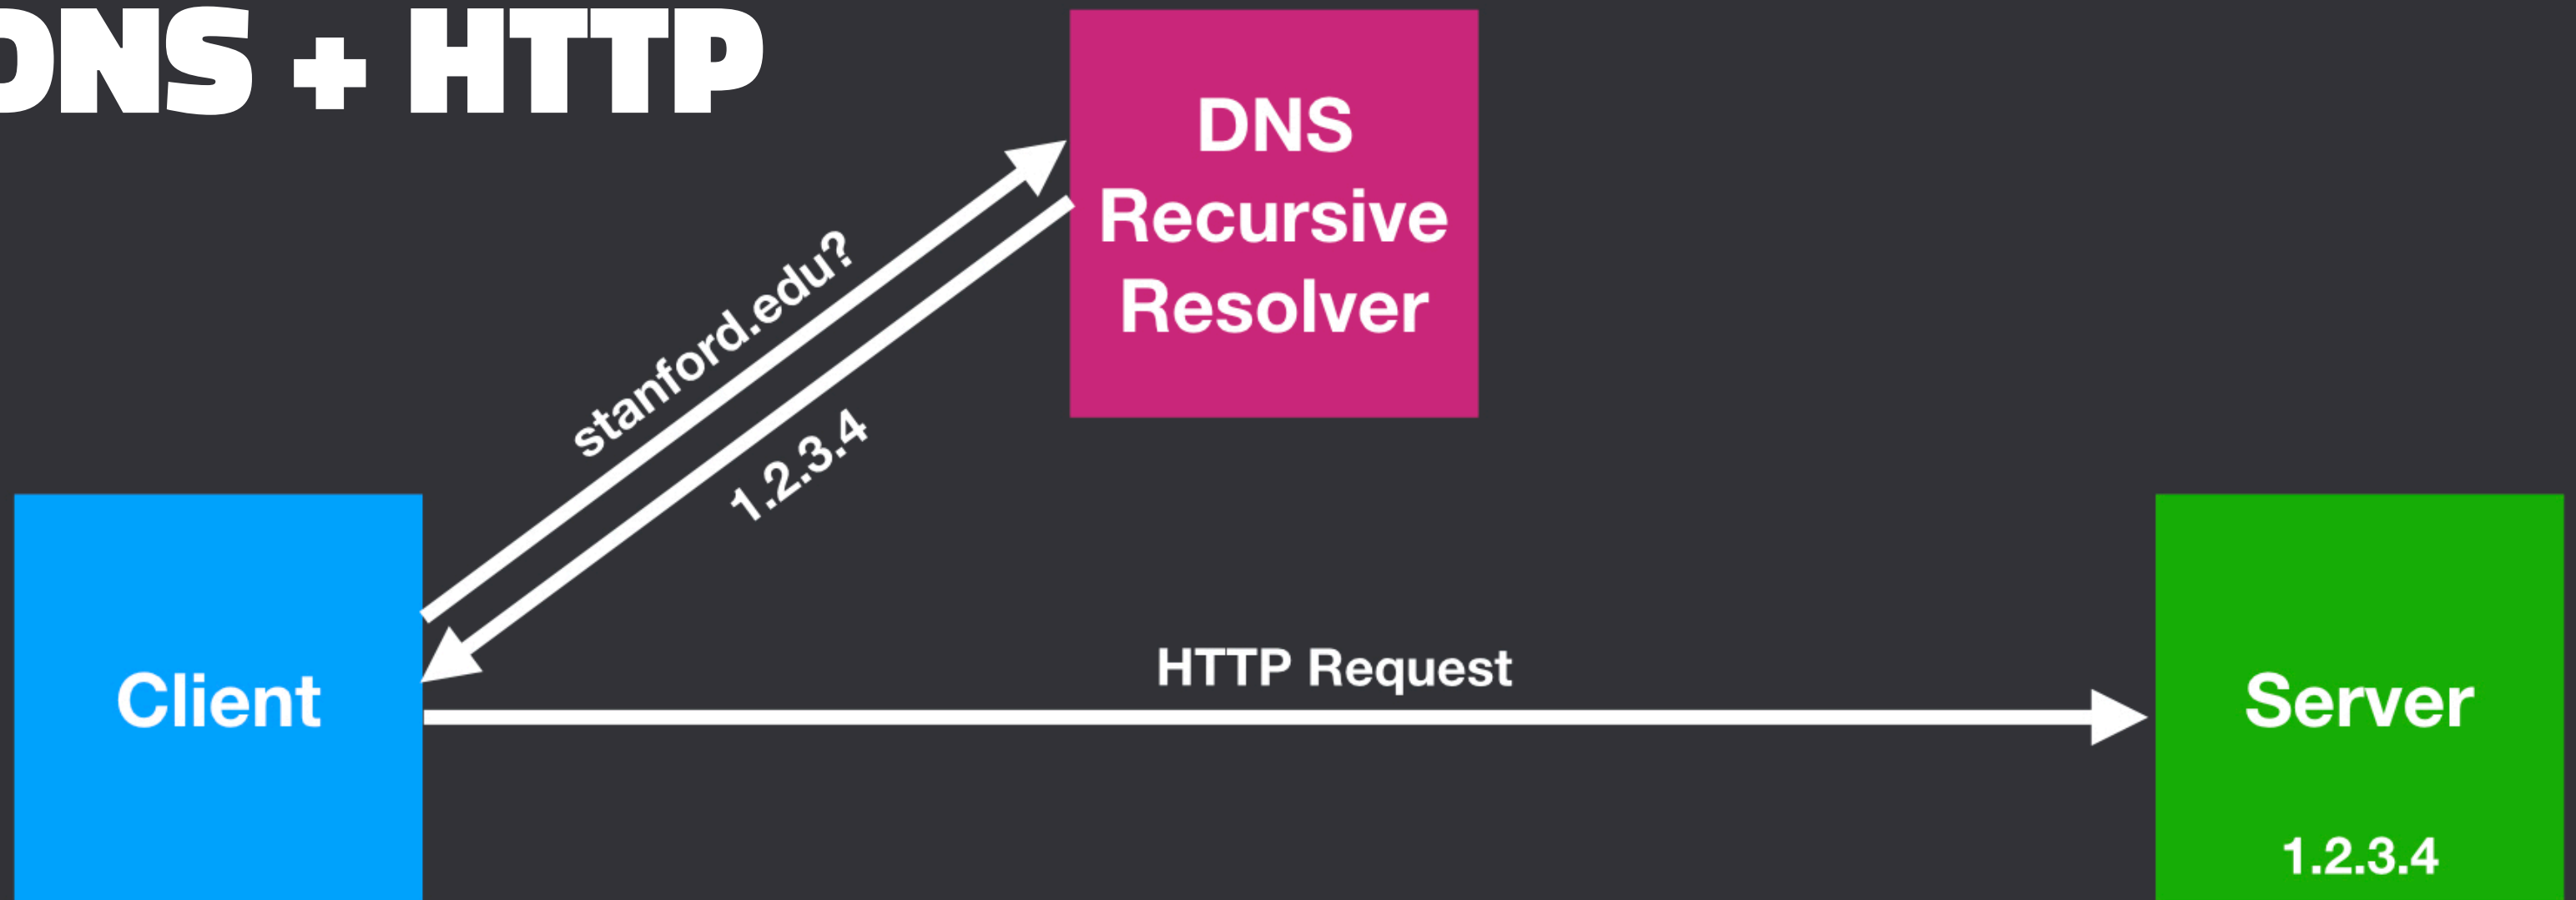 DNS + HTTP
DNS
Recursive
Resolver
stanford.edu?
1.2.3.4
HTTP Request
Client
Server
1.2.3.4